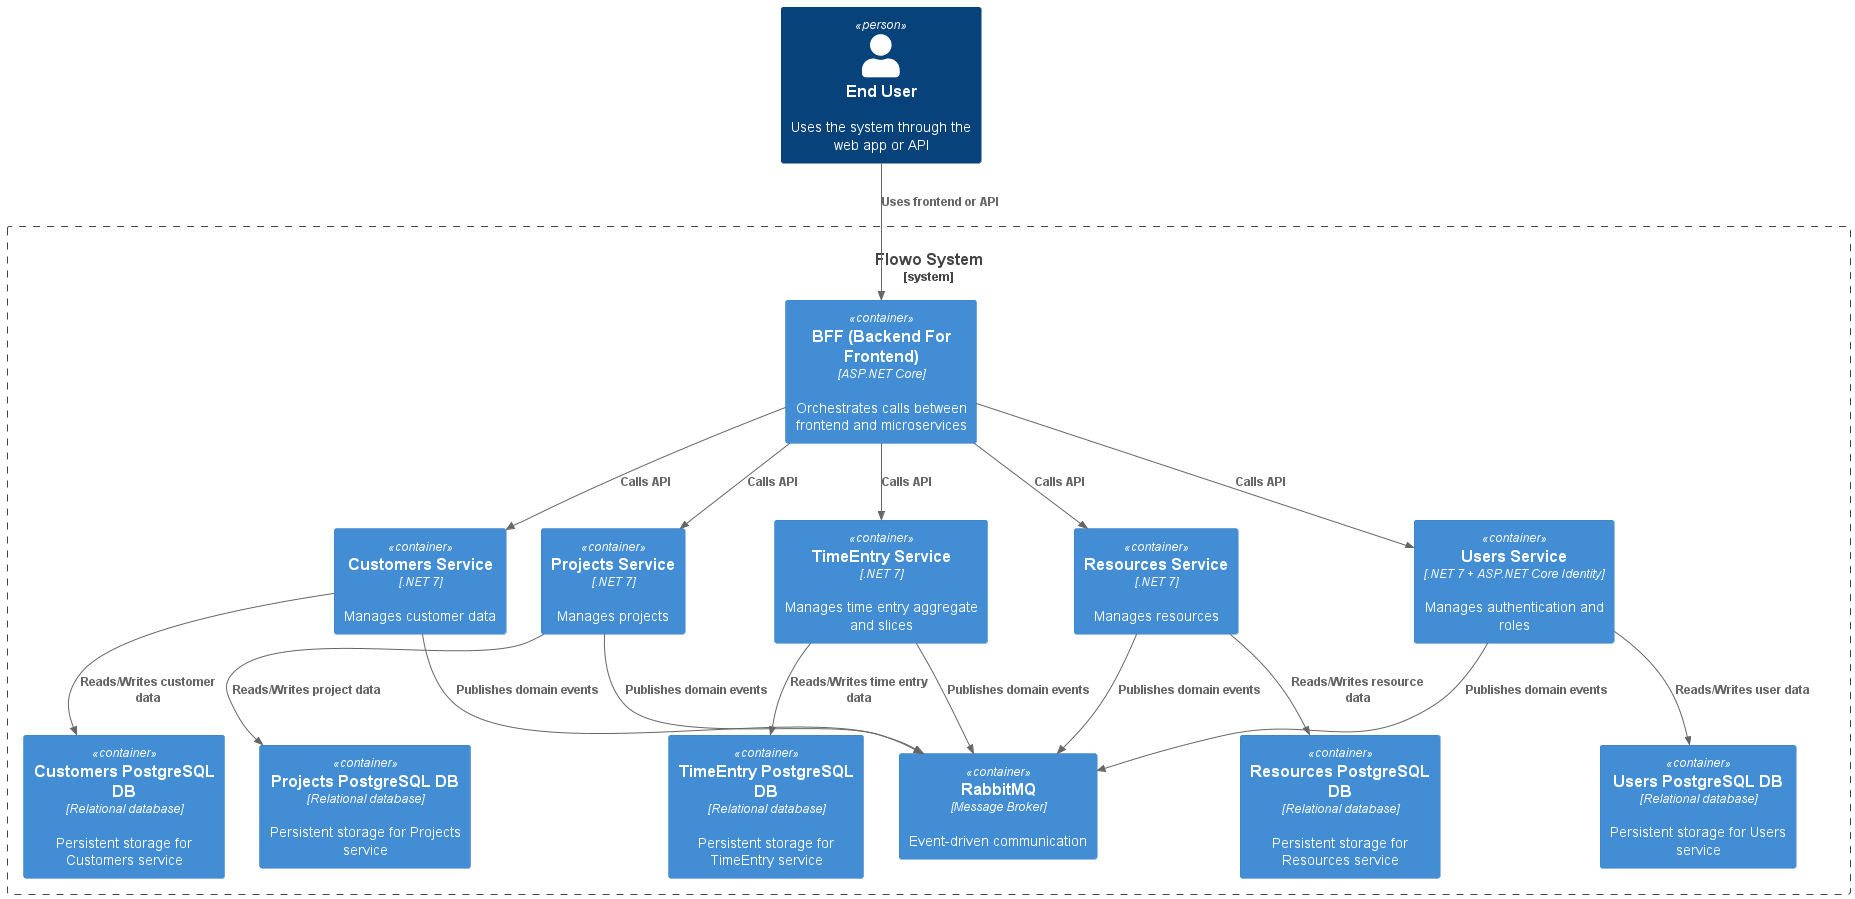 «person»
End User
Uses the system through the
web app or API
Uses frontend or API
Flowo System
[system]
«container»
BFF (Backend For
Frontend)
[ASP.NET Core]
Orchestrates calls between
frontend and microservices
Calls API
Calls API
Calls API
Calls API
Calls API
«container»
Customers Service
[.NET 7]
Manages customer data
«container»
Projects Service
[.NET 7]
Manages projects
«container»
TimeEntry Service
[.NET 7]
Manages time entry aggregate
and slices
«container»
Resources Service
[.NET 7]
Manages resources
«container»
Users Service
[.NET 7 + ASP.NET Core Identity]
Manages authentication and
roles
Reads/Writes customer
data
Reads/Writes project data
Publishes domain events
Publishes domain events
Reads/Writes time entry
data
Publishes domain events
Publishes domain events
Reads/Writes resource
data
Publishes domain events
Reads/Writes user data
«container»
Customers PostgreSQL
DB
[Relational database]
Persistent storage for
Customers service
«container»
Projects PostgreSQL DB
[Relational database]
Persistent storage for Projects
service
«container»
TimeEntry PostgreSQL
DB
[Relational database]
Persistent storage for
TimeEntry service
«container»
RabbitMQ
[Message Broker]
Event-driven communication
«container»
Resources PostgreSQL
DB
[Relational database]
Persistent storage for
Resources service
«container»
Users PostgreSQL DB
[Relational database]
Persistent storage for Users
service